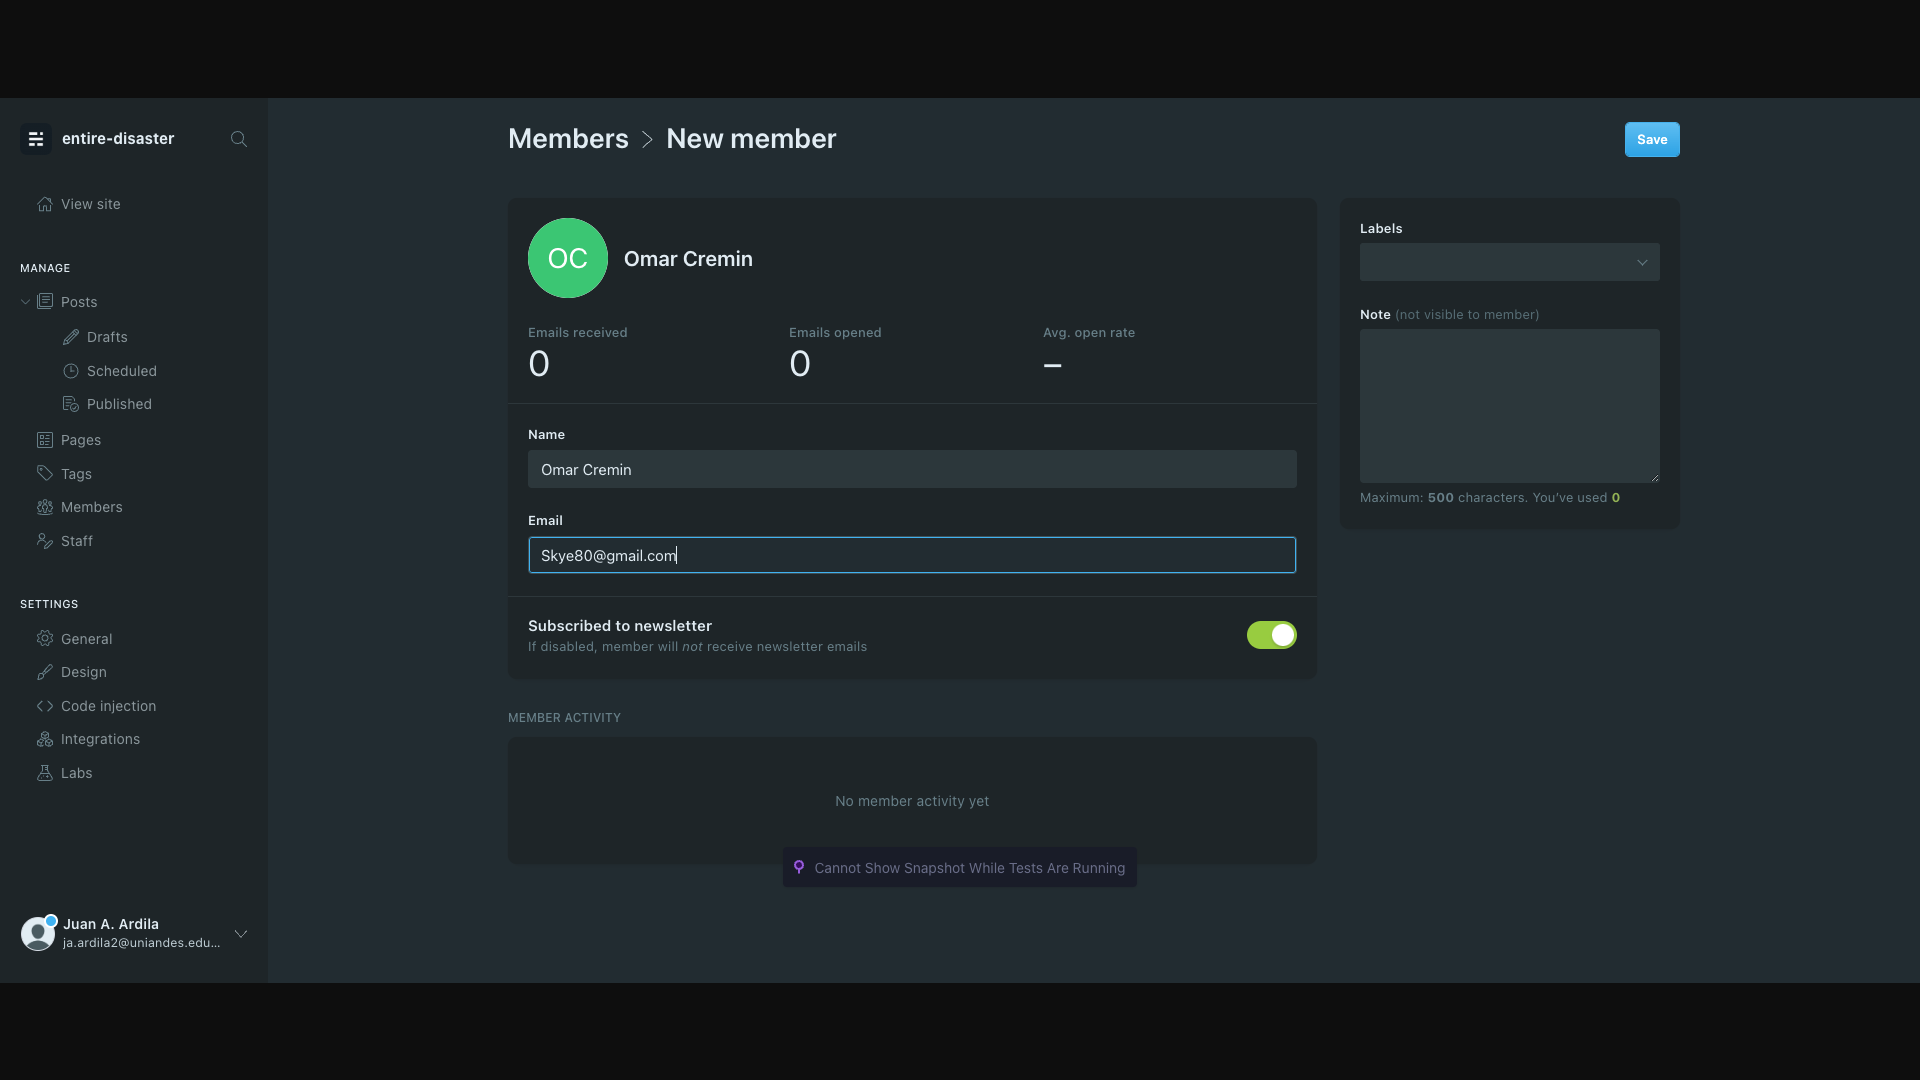 entire-disaster
View site
MANAGE
Posts
Drafts
Scheduled
Published
Pages
Tags
Members
Staff
SETTINGS
General
Design
Code injection
Integrations
Labs
Juan A. Ardila
ja.ardila2@uniandes.edu...
Members > New member
Save
OC
Omar Cremin
Emails received
0
Emails opened
0
Avg. open rate
–
Name
Omar Cremin
Email
Skye80@gmail.com
Subscribed to newsletter
If disabled, member will not receive newsletter emails
MEMBER ACTIVITY
No member activity yet
Cannot Show Snapshot While Tests Are Running
Labels
Note (not visible to member)
Maximum: 500 characters. You've used 0